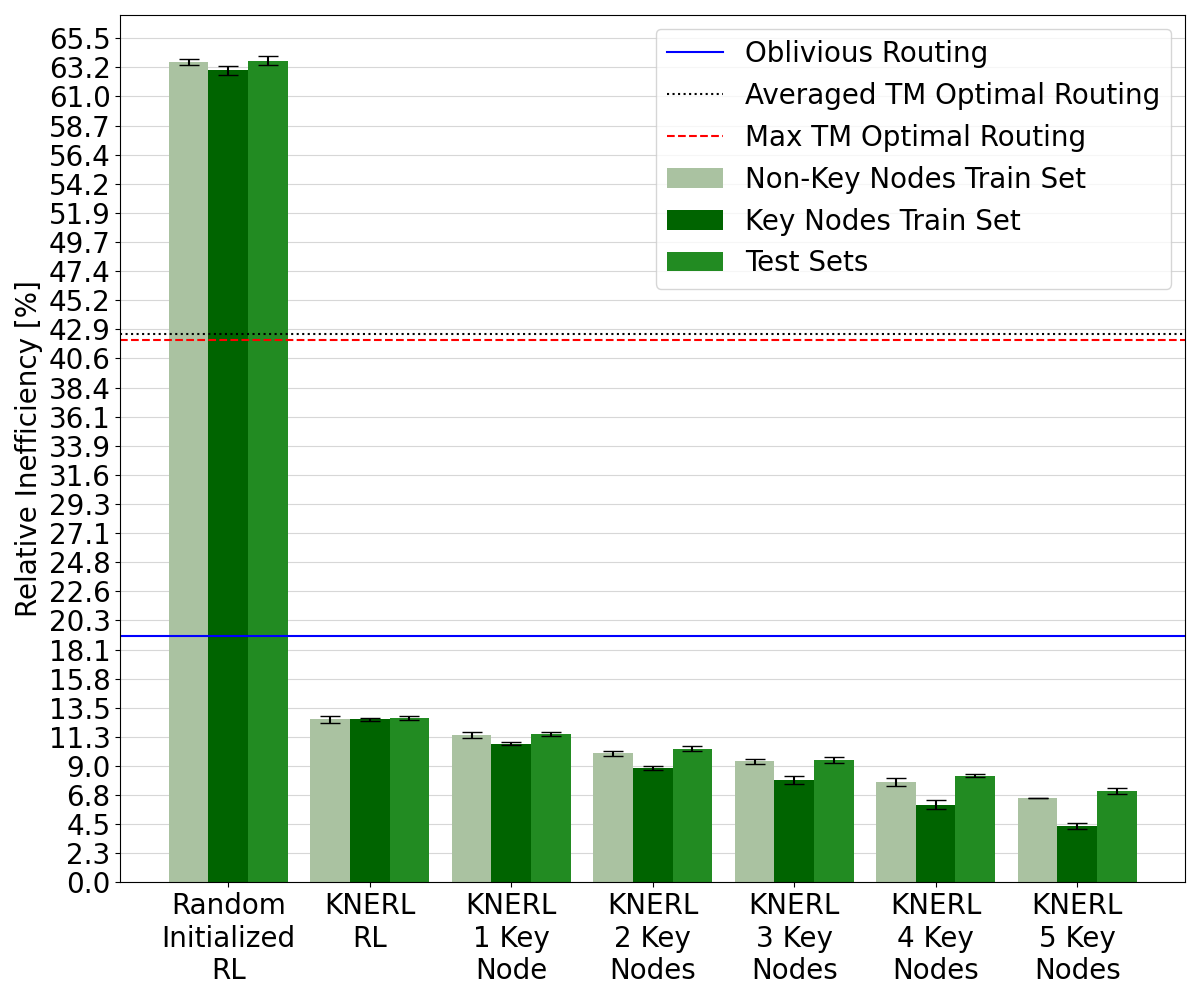 Relative Inefficiency [%]
65.5
63.2
61.0
58.7
56.4
54.2
51.9
49.7
47.4
45.2
42.9
40.6
38.4
36.1
33.9
31.6
29.3
27.1
24.8
22.6
20.3
18.1
15.8
13.5
11.3
9.0
6.8
4.5
2.3
0.0
Oblivious Routing
Averaged TM Optimal Routing
Max TM Optimal Routing
Non-Key Nodes Train Set
Key Nodes Train Set
Test Sets
Random
Initialized
RL
KNERL
RL
KNERL
1 Key
Node
KNERL
2 Key
Nodes
KNERL
3 Key
Nodes
KNERL
4 Key
Nodes
KNERL
5 Key
Nodes